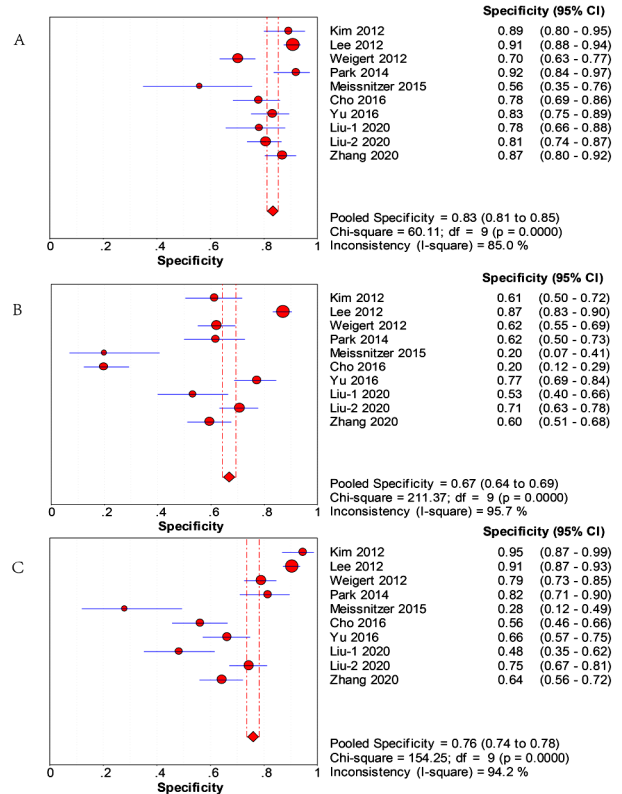 Specificity (95% CI)
A
Kim 2012 0.89 (0.80 - 0.95)
Lee 2012 0.91 (0.88 - 0.94)
Weigert 2012 0.70 (0.63 - 0.77)
Park 2014 0.92 (0.84 - 0.97)
Meissnitzer 2015 0.56 (0.35 - 0.76)
Cho 2016 0.78 (0.69 - 0.86)
Yu 2016 0.83 (0.75 - 0.89)
Liu-1 2020 0.78 (0.66 - 0.88)
Liu-2 2020 0.81 (0.74 - 0.87)
Zhang 2020 0.87 (0.80 - 0.92)
Pooled Specificity = 0.83 (0.81 to 0.85)
Chi-square = 60.11; df = 9 (p = 0.0000)
Inconsistency (I-square) = 85.0 %
0 .2 .4 .6 .8 1
Specificity
Specificity (95% CI)
B
Kim 2012 0.61 (0.50 - 0.72)
Lee 2012 0.87 (0.83 - 0.90)
Weigert 2012 0.62 (0.55 - 0.69)
Park 2014 0.62 (0.50 - 0.73)
Meissnitzer 2015 0.20 (0.07 - 0.41)
Cho 2016 0.20 (0.12 - 0.29)
Yu 2016 0.77 (0.69 - 0.84)
Liu-1 2020 0.53 (0.40 - 0.66)
Liu-2 2020 0.71 (0.63 - 0.78)
Zhang 2020 0.60 (0.51 - 0.68)
Pooled Specificity = 0.67 (0.64 to 0.69)
Chi-square = 211.37; df = 9 (p = 0.0000)
Inconsistency (I-square) = 95.7 %
0 .2 .4 .6 .8 1
Specificity
Specificity (95% CI)
C
Kim 2012 0.95 (0.87 - 0.99)
Lee 2012 0.91 (0.87 - 0.93)
Weigert 2012 0.79 (0.73 - 0.85)
Park 2014 0.82 (0.71 - 0.90)
Meissnitzer 2015 0.28 (0.12 - 0.49)
Cho 2016 0.56 (0.46 - 0.66)
Yu 2016 0.66 (0.57 - 0.75)
Liu-1 2020 0.48 (0.35 - 0.62)
Liu-2 2020 0.75 (0.67 - 0.81)
Zhang 2020 0.64 (0.56 - 0.72)
Pooled Specificity = 0.76 (0.74 to 0.78)
Chi-square = 154.25; df = 9 (p = 0.0000)
Inconsistency (I-square) = 94.2 %
0 .2 .4 .6 .8 1
Specificity